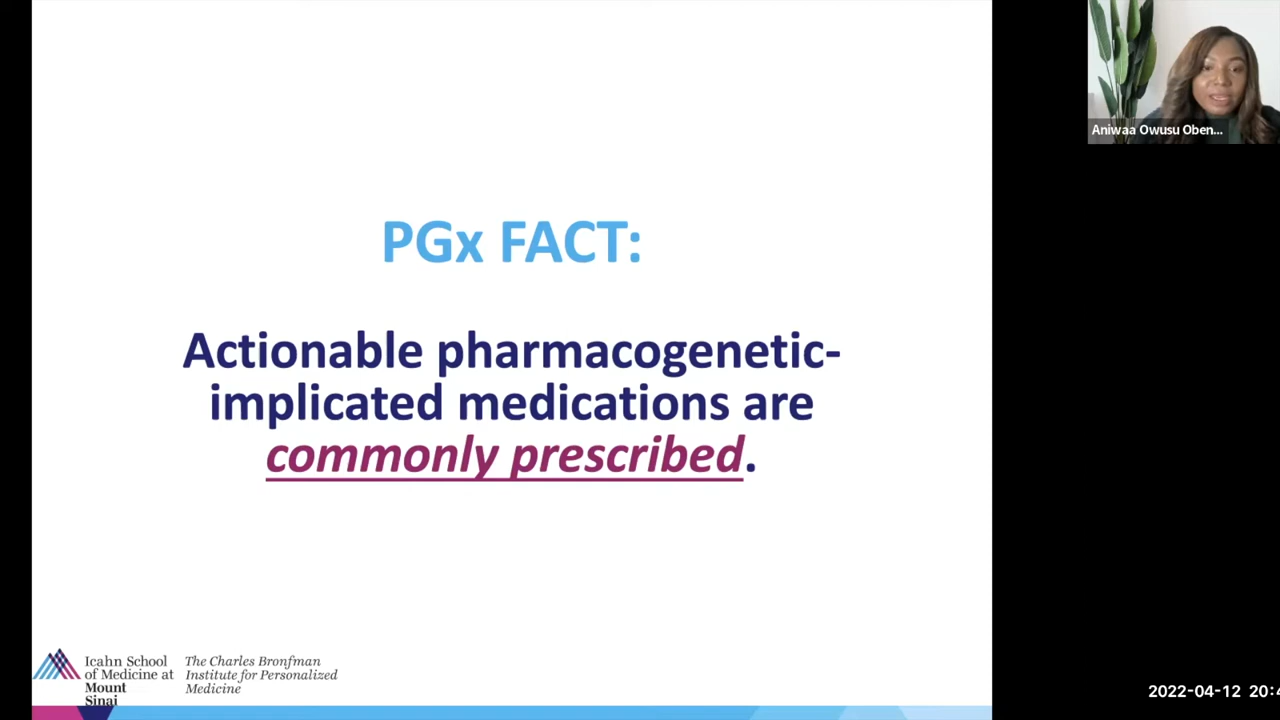 PGx FACT:
Actionable pharmacogenetic-
implicated medications are
commonly prescribed.
Icahn School
of Medicine at
Mount
Sinai
The Charles Bronfman
Institute for Personalized
Medicine
Aniwaa Owusu Oben...
2022-04-12 20:4